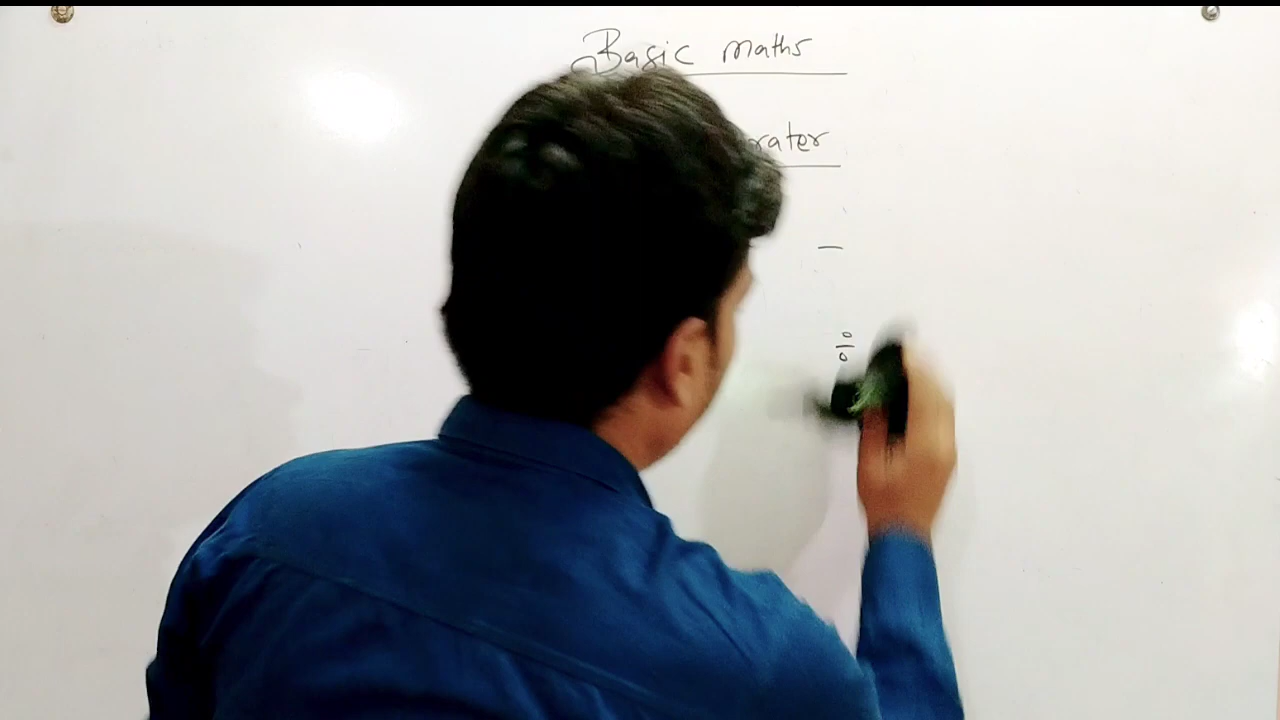 Basic maths
rater
—
÷